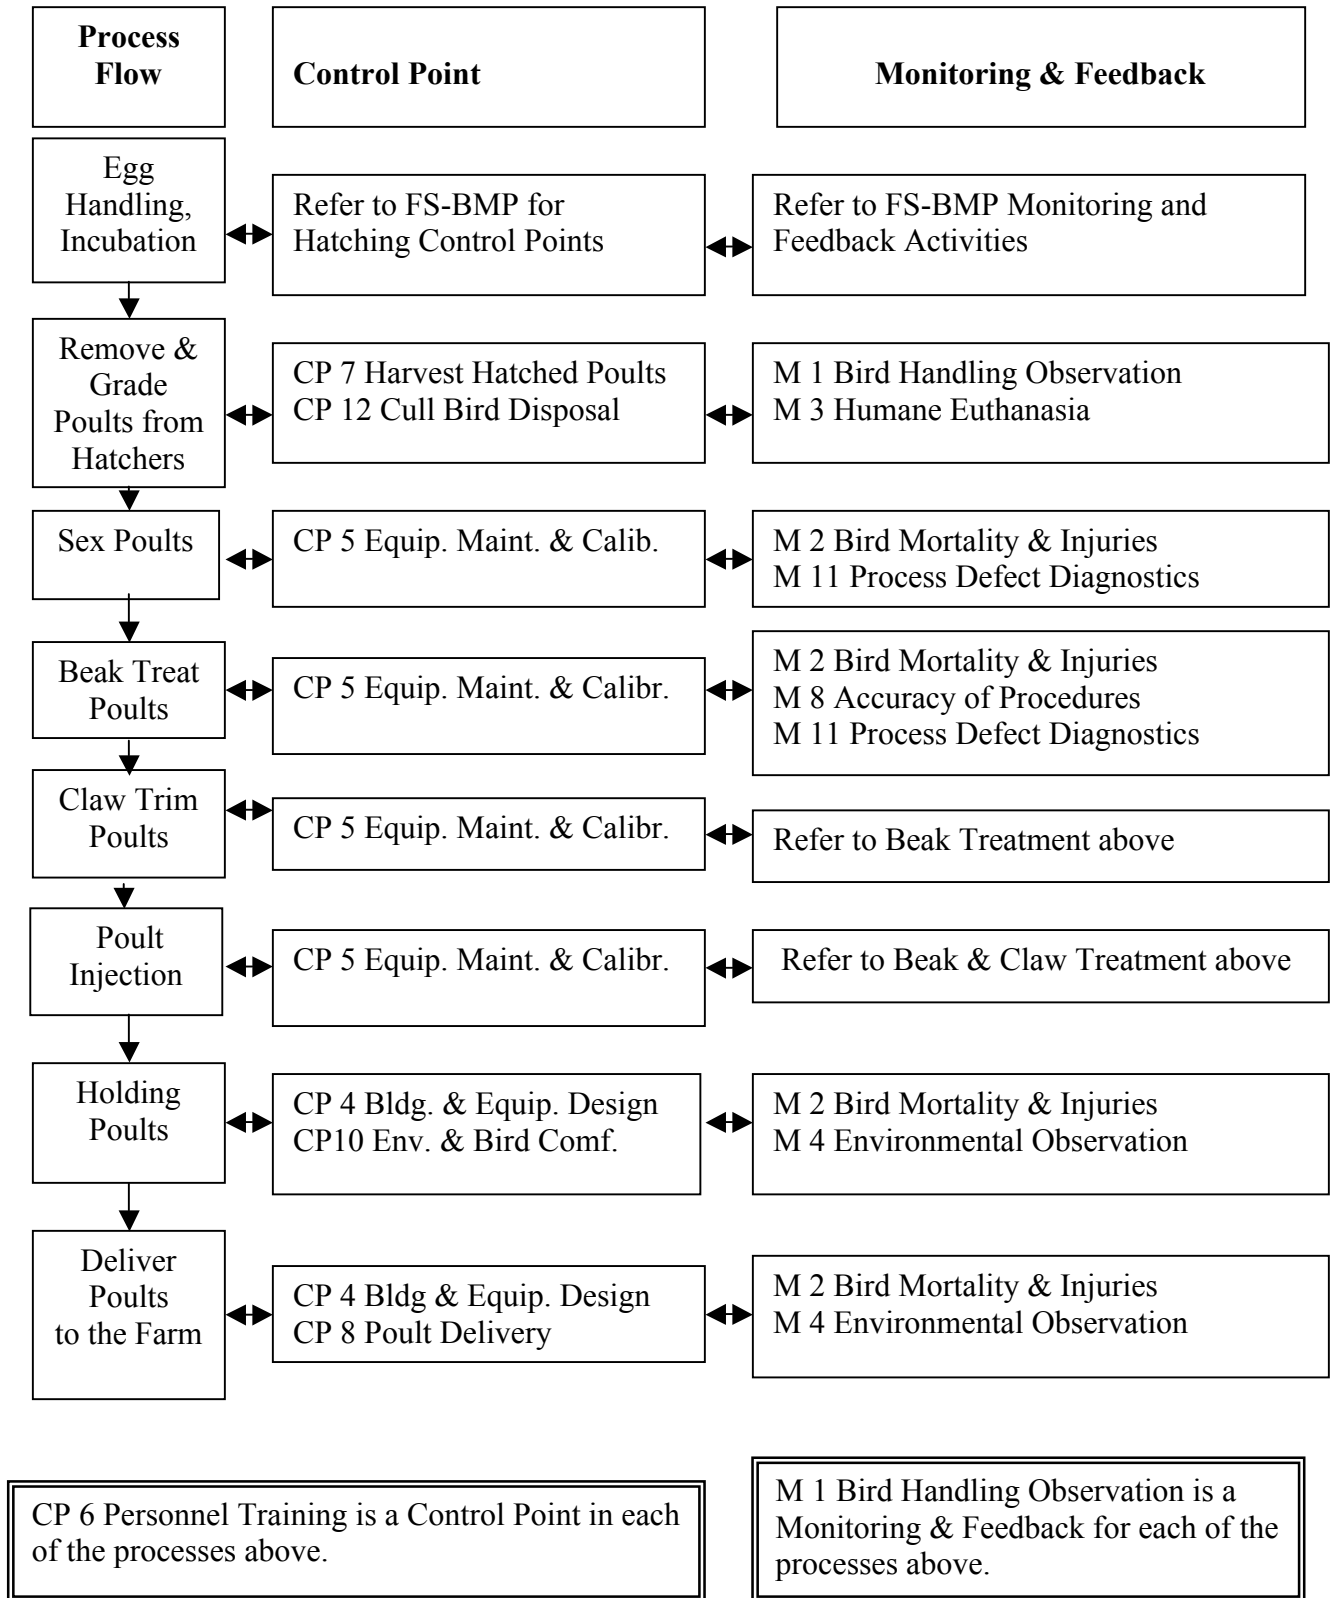 Process
Flow
Control Point
Monitoring & Feedback
Egg
Handling,
Incubation
Refer to FS-BMP for
Hatching Control Points
Refer to FS-BMP Monitoring and
Feedback Activities
Remove &
Grade
Poults from
Hatchers
CP 7 Harvest Hatched Poults
CP 12 Cull Bird Disposal
M 1 Bird Handling Observation
M 3 Humane Euthanasia
Sex Poults
CP 5 Equip. Maint. & Calib.
M 2 Bird Mortality & Injuries
M 11 Process Defect Diagnostics
Beak Treat
Poults
CP 5 Equip. Maint. & Calibr.
M 2 Bird Mortality & Injuries
M 8 Accuracy of Procedures
M 11 Process Defect Diagnostics
Claw Trim
Poults
CP 5 Equip. Maint. & Calibr.
Refer to Beak Treatment above
Poult
Injection
CP 5 Equip. Maint. & Calibr.
Refer to Beak & Claw Treatment above
Holding
Poults
CP 4 Bldg. & Equip. Design
CP10 Env. & Bird Comf.
M 2 Bird Mortality & Injuries
M 4 Environmental Observation
Deliver
Poults
to the Farm
CP 4 Bldg & Equip. Design
CP 8 Poult Delivery
M 2 Bird Mortality & Injuries
M 4 Environmental Observation
CP 6 Personnel Training is a Control Point in each
of the processes above.
M 1 Bird Handling Observation is a
Monitoring & Feedback for each of the
processes above.